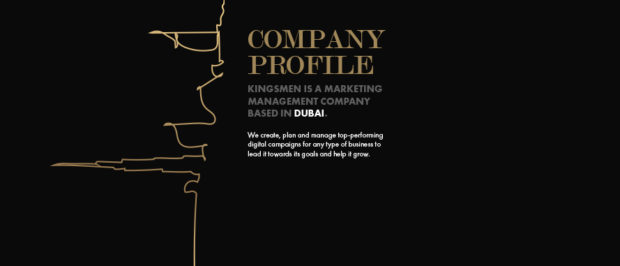 COMPANY
PROFILE
KINGSMEN IS A MARKETING
MANAGEMENT COMPANY
BASED IN DUBAI.
We create, plan and manage top-performing
digital campaigns for any type of business to
lead it towards its goals and help it grow.